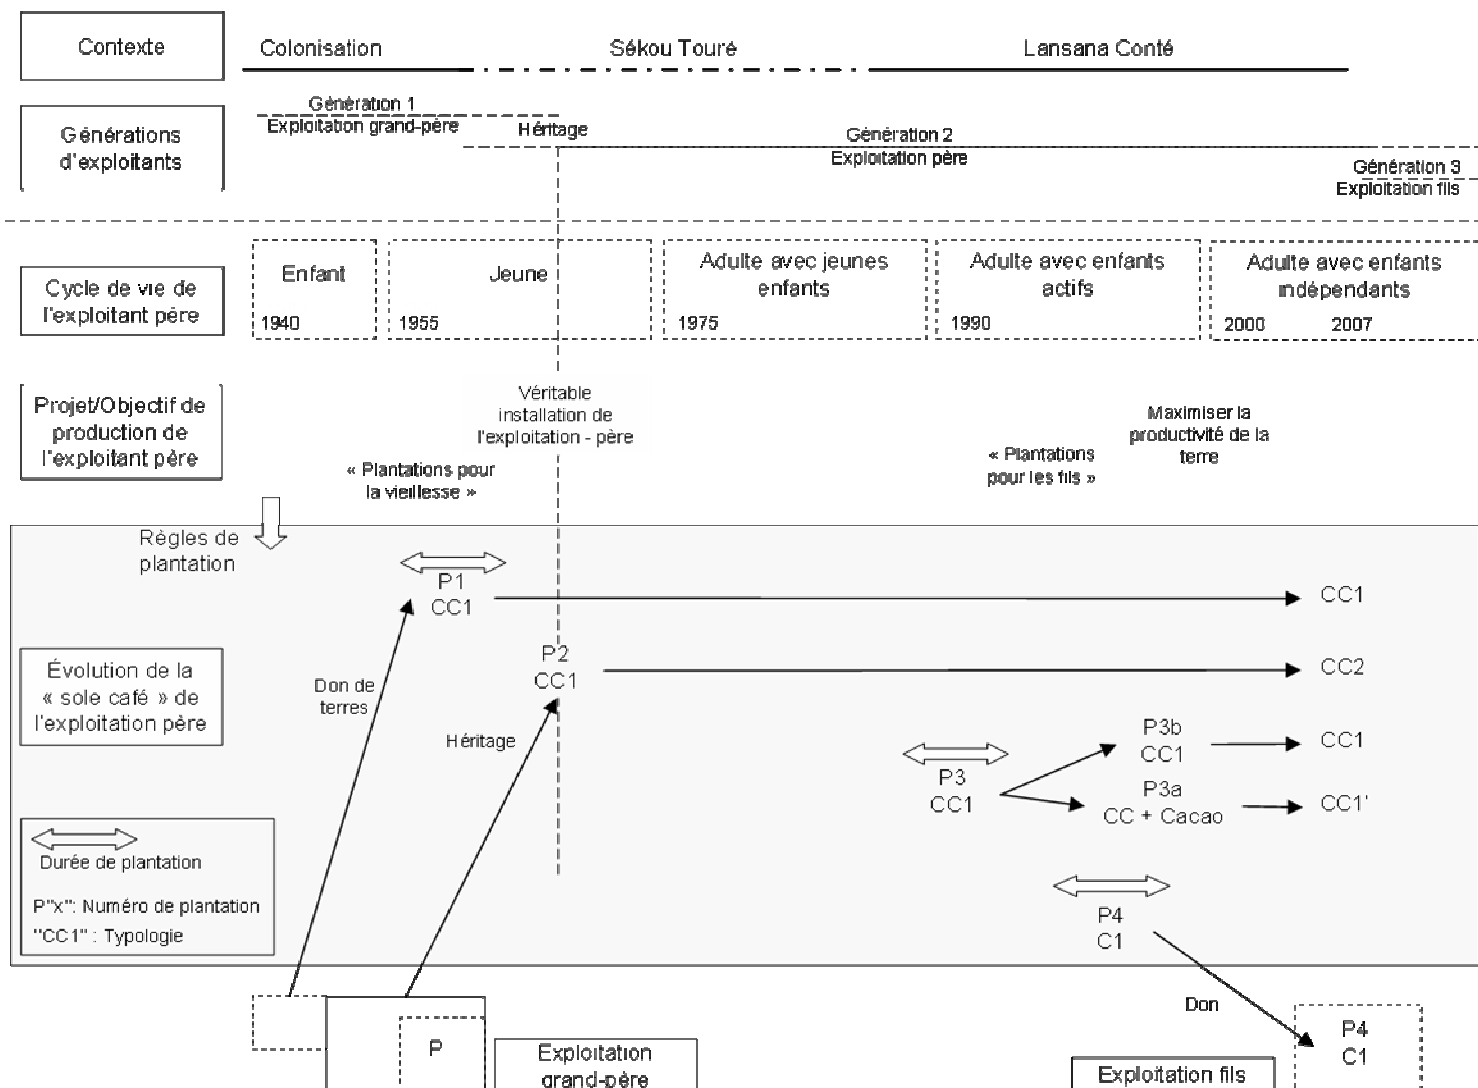 Contexte
Colonisation
Sékou Touré
Lansana Conté
Générations
d'exploitants
Génération 1
Exploitation grand-père
Héritage
Génération 2
Exploitation père
Génération 3
Exploitation fils
Cycle de vie de
l'exploitant père
Enfant
1940
Jeune
1955
Adulte avec jeunes
enfants
1975
Adulte avec enfants
actifs
1990
Adulte avec enfants
indépendants
2000 2007
Projet/Objectif de
production de
l'exploitant père
« Plantations pour
la vieillesse »
Véritable
installation de
l'exploitation - père
« Plantations
pour les fils »
Maximiser la
productivité de la
terre
Règles de
plantation
Évolution de la
« sole café » de
l'exploitation père
P1
CC1
CC1
Don de
terres
P2
CC1
CC2
Héritage
P3
CC1
P3b
CC1
CC1
P3a
CC + Cacao
CC1'
P4
C1
Durée de plantation
P"x": Numéro de plantation
"CC1" : Typologie
P
Exploitation
grand-père
Don
Exploitation fils
P4
C1